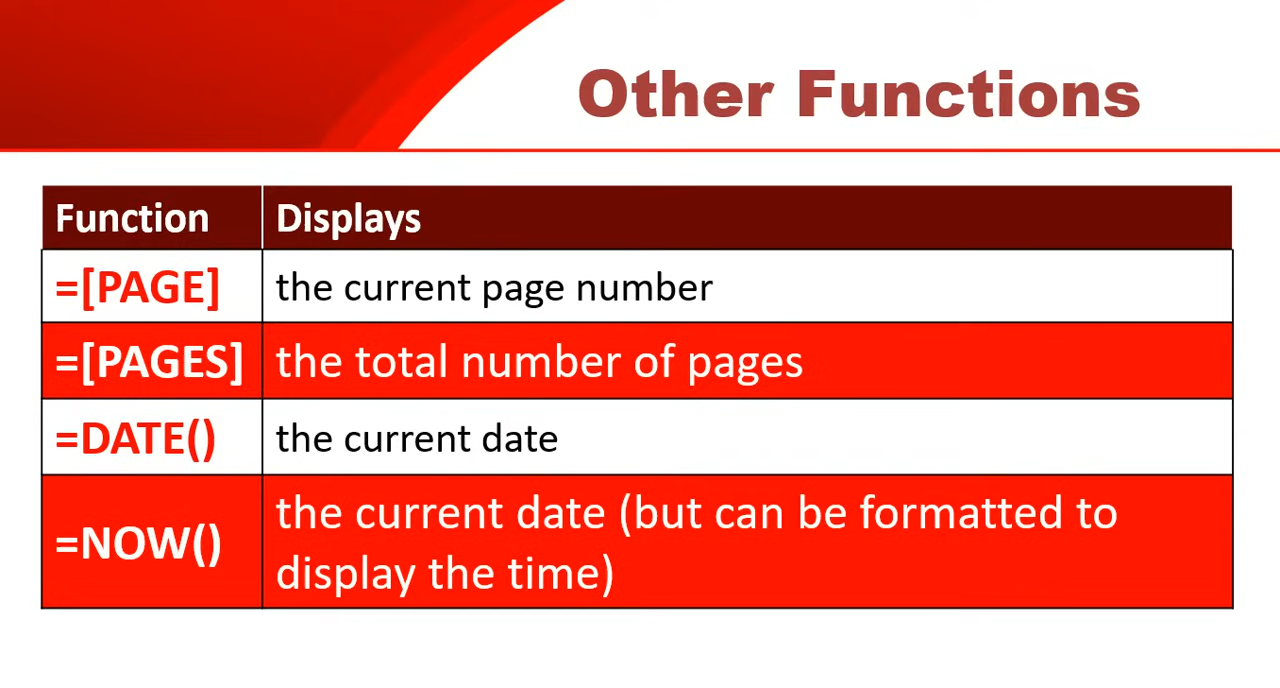 Other Functions
Function Displays
=[PAGE] the current page number
=[PAGES] the total number of pages
=DATE() the current date
=NOW() the current date (but can be formatted to
display the time)